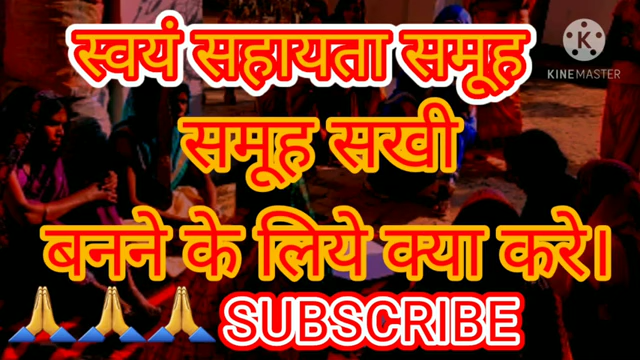 स्वयं सहायता समूह
KINEMASTER
समूह सखी
बनने के लिये क्या करे।
🙏🙏🙏 SUBSCRIBE